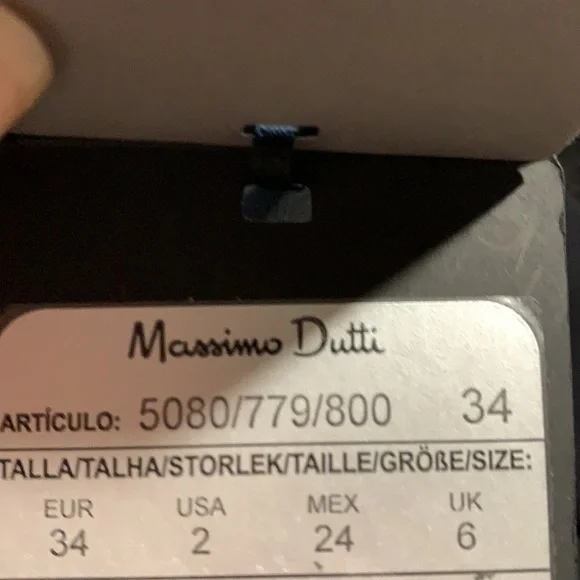 Massimo Dutti
ARTÍCULO: 5080/779/800 34
TALLA/TALHA/STORLEK/TAILLE/GRÖßE/SIZE:
EUR USA MEX UK
34 2 24 6